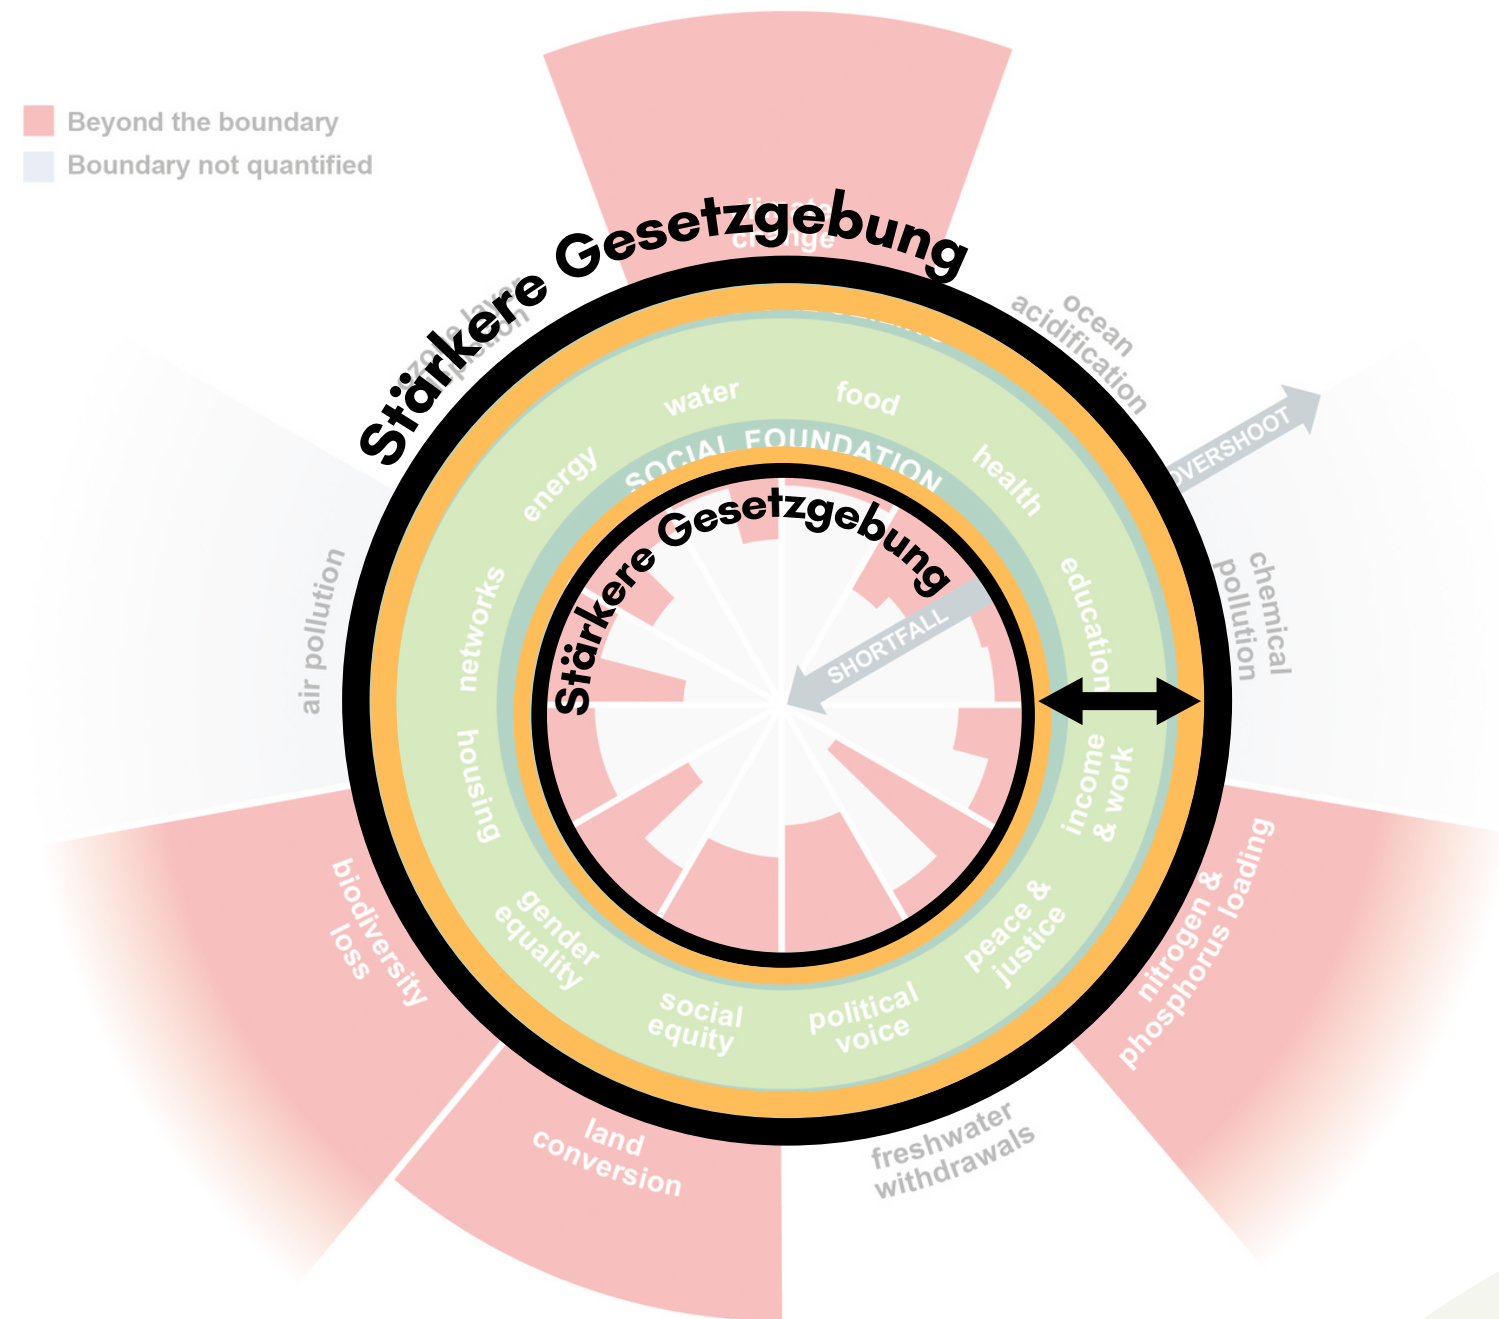 Beyond the boundary
Boundary not quantified
Stärkere Gesetzgebung
change
ocean
acidification
OVERSHOOT
chemical
pollution
nitrogen &
phosphorus loading
freshwater
withdrawals
land
conversion
biodiversity
loss
air pollution
layer
water
food
health
education
income
& work
peace &
justice
political
voice
social
equity
gender
equality
housing
networks
energy
SOCIAL FOUNDATION
Stärkere Gesetzgebung
SHORTFALL